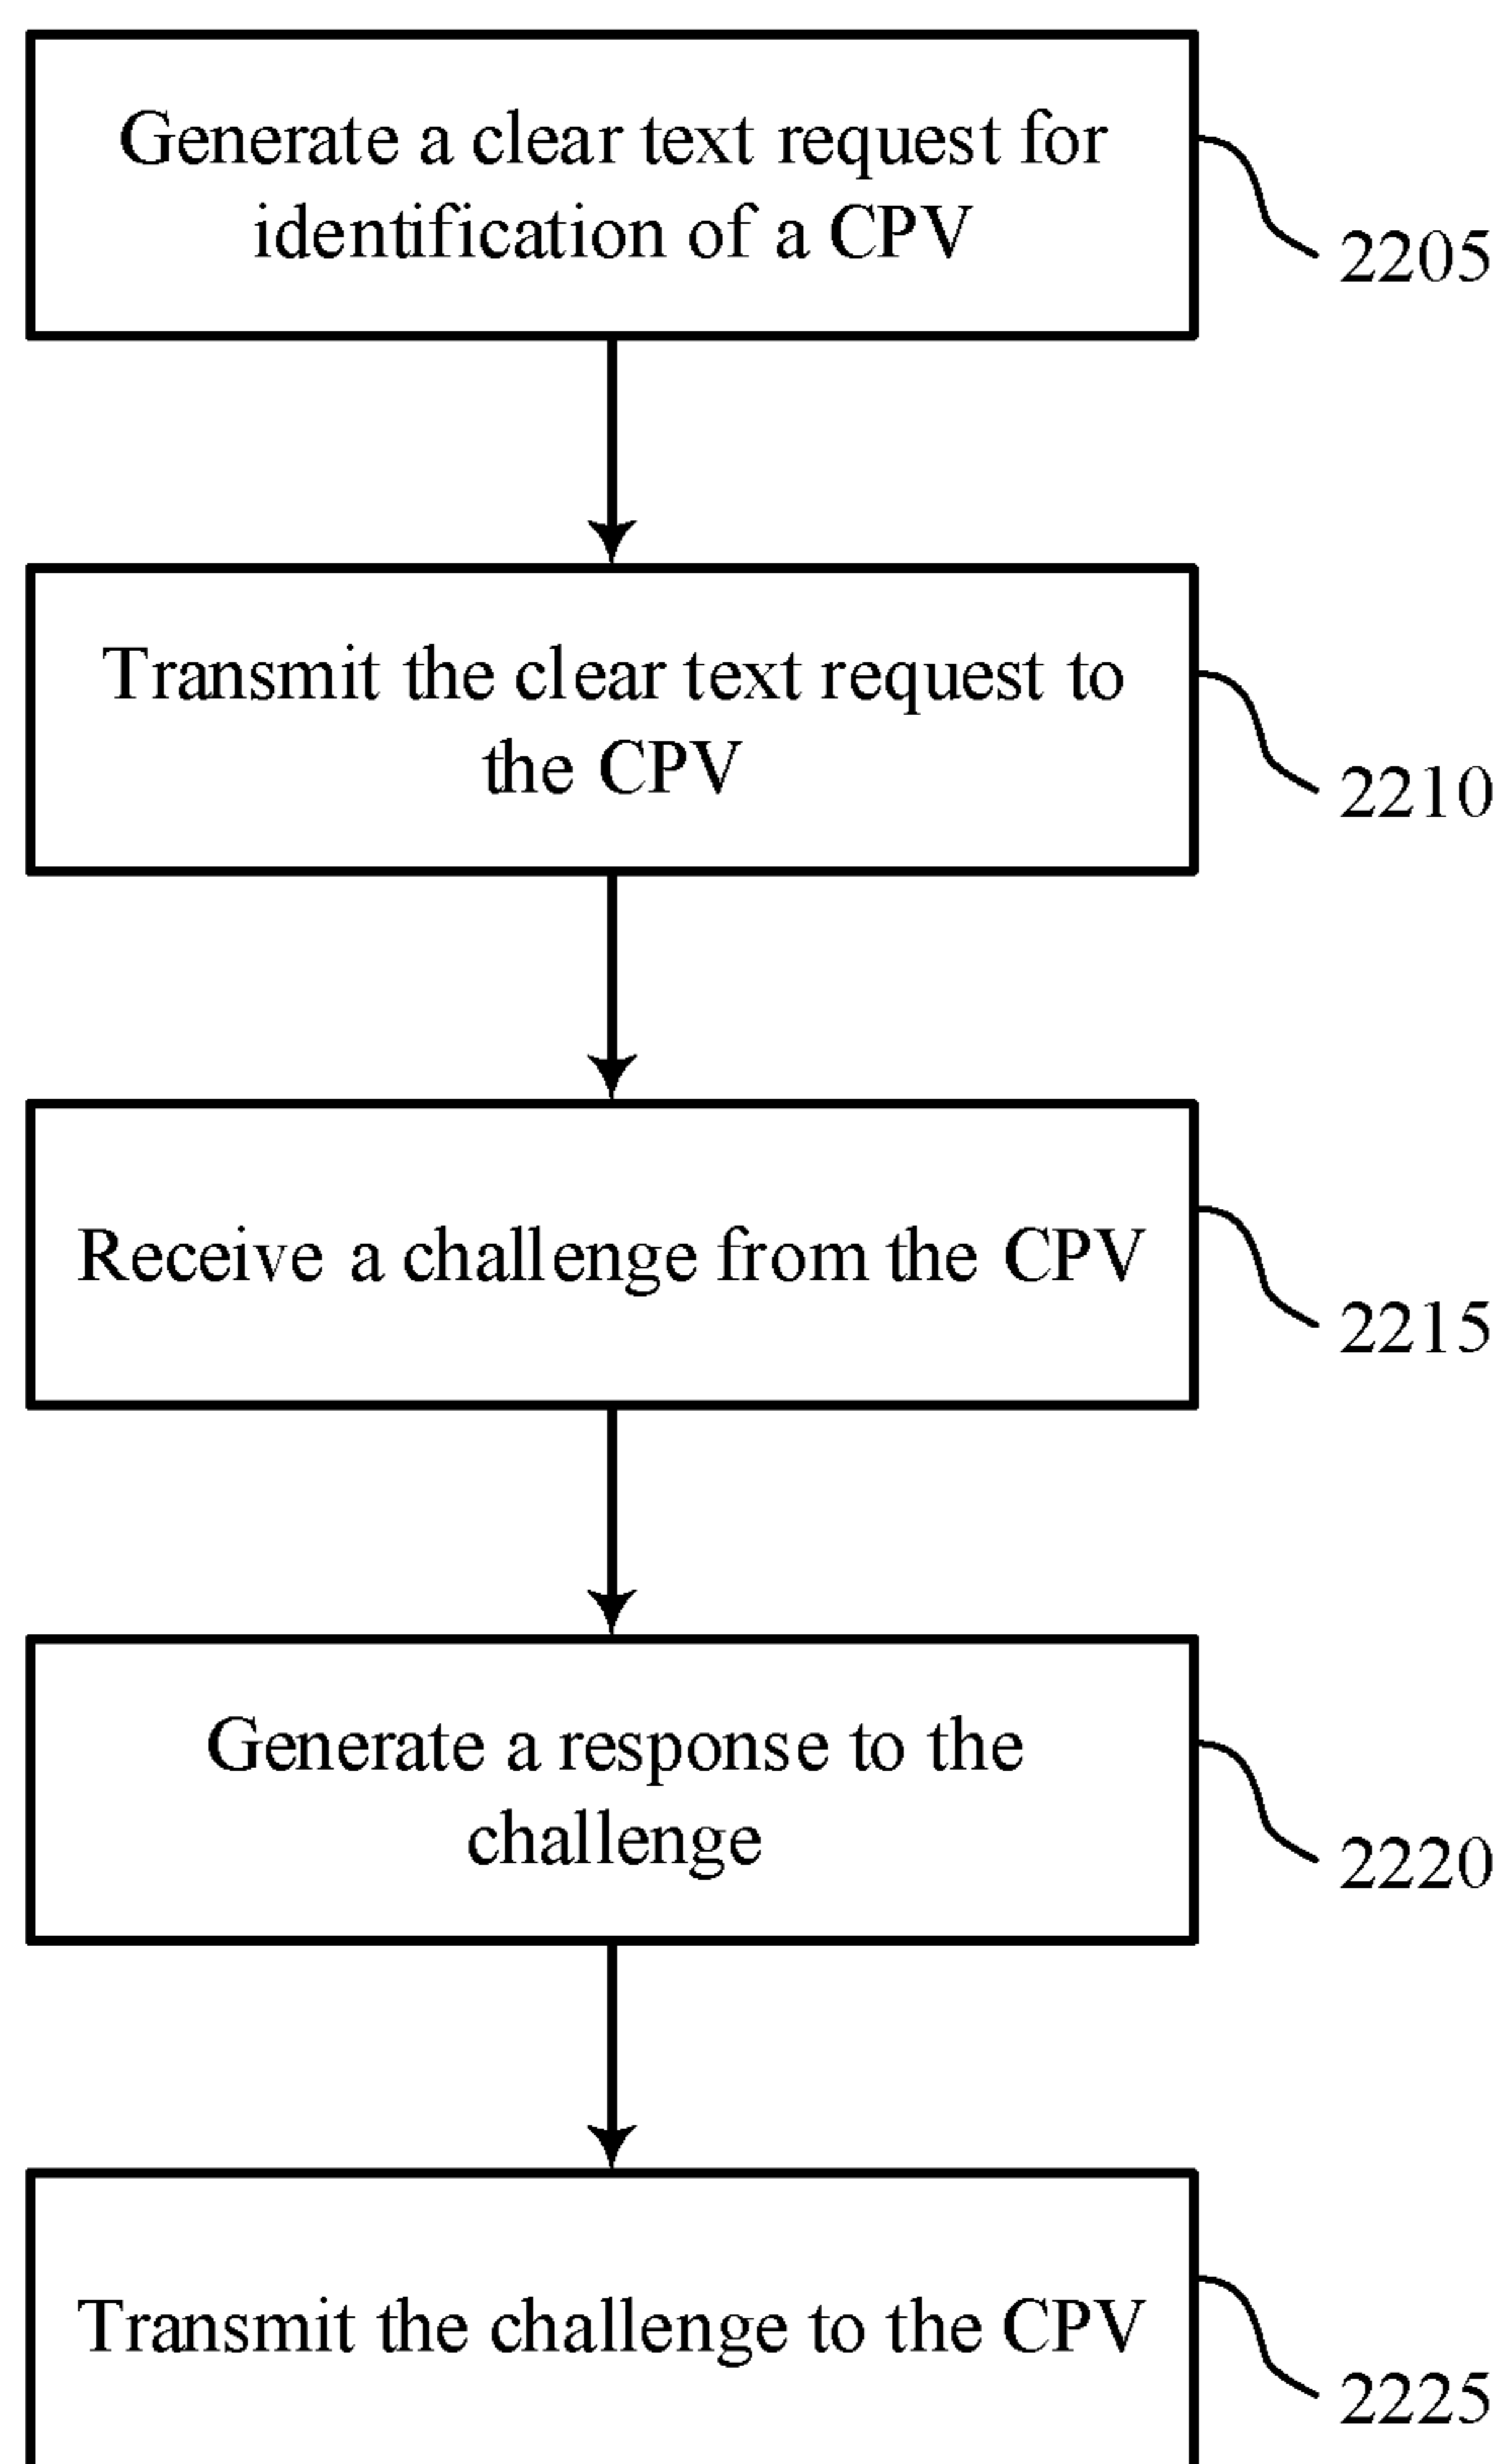 Generate a clear text request for
identification of a CPV
2205
Transmit the clear text request to
the CPV
2210
Receive a challenge from the CPV
2215
Generate a response to the
challenge
2220
Transmit the challenge to the CPV
2225